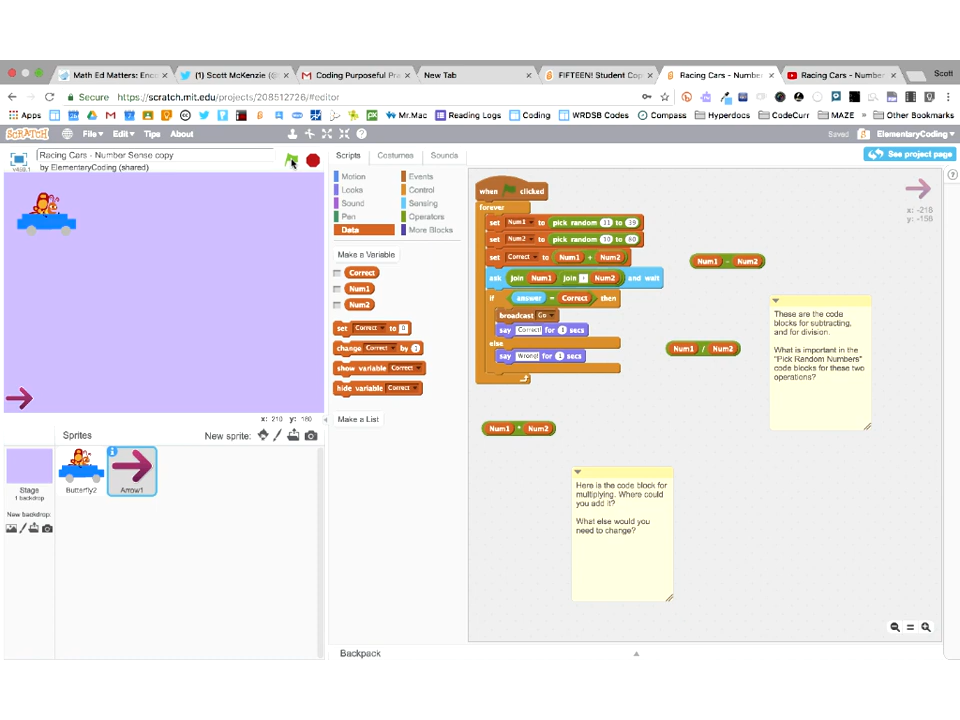 Math Ed Matters: Enc
(1) Scott McKenzie (@
Coding Purposeful Pra
New Tab
FIFTEEN! Student Cop
Racing Cars - Number
Racing Cars - Number
Scott
Secure https://scratch.mit.edu/projects/208512726/#editor
Apps
Mr.Mac
Reading Logs
Coding
WRDSB Codes
Compass
Hyperdocs
CodeCurr
MAZE
Other Bookmarks
SCRATCH
File
Edit
Tips
About
Saved
ElementaryCoding
Racing Cars - Number Sense copy
by ElementaryCoding (shared)
Scripts
Costumes
Sounds
See project page
Motion
Events
Looks
Control
Sound
Sensing
Pen
Operators
Data
More Blocks
Make a Variable
Correct
Num1
Num2
set Correct to 0
change Correct by 1
show variable Correct
hide variable Correct
Make a List
when clicked
forever
set Num1 to pick random 11 to 39
set Num2 to pick random 10 to 60
set Correct to Num1 + Num2
ask join Num1 join + Num2 and wait
if answer = Correct then
broadcast Go
say Correct! for 1 secs
else
say Wrong! for 1 secs
Num1 - Num2
Num1 / Num2
Num1 * Num2
These are the code
blocks for subtracting,
and for division.
What is important in the
"Pick Random Numbers"
code blocks for these two
operations?
Here is the code block for
multiplying. Where could
you add it?
What else would you
need to change?
x: -218
y: -158
x: 210 y: 180
Sprites
New sprite:
Stage
1 backdrop
New backdrop:
Butterfly2
Arrow1
Backpack